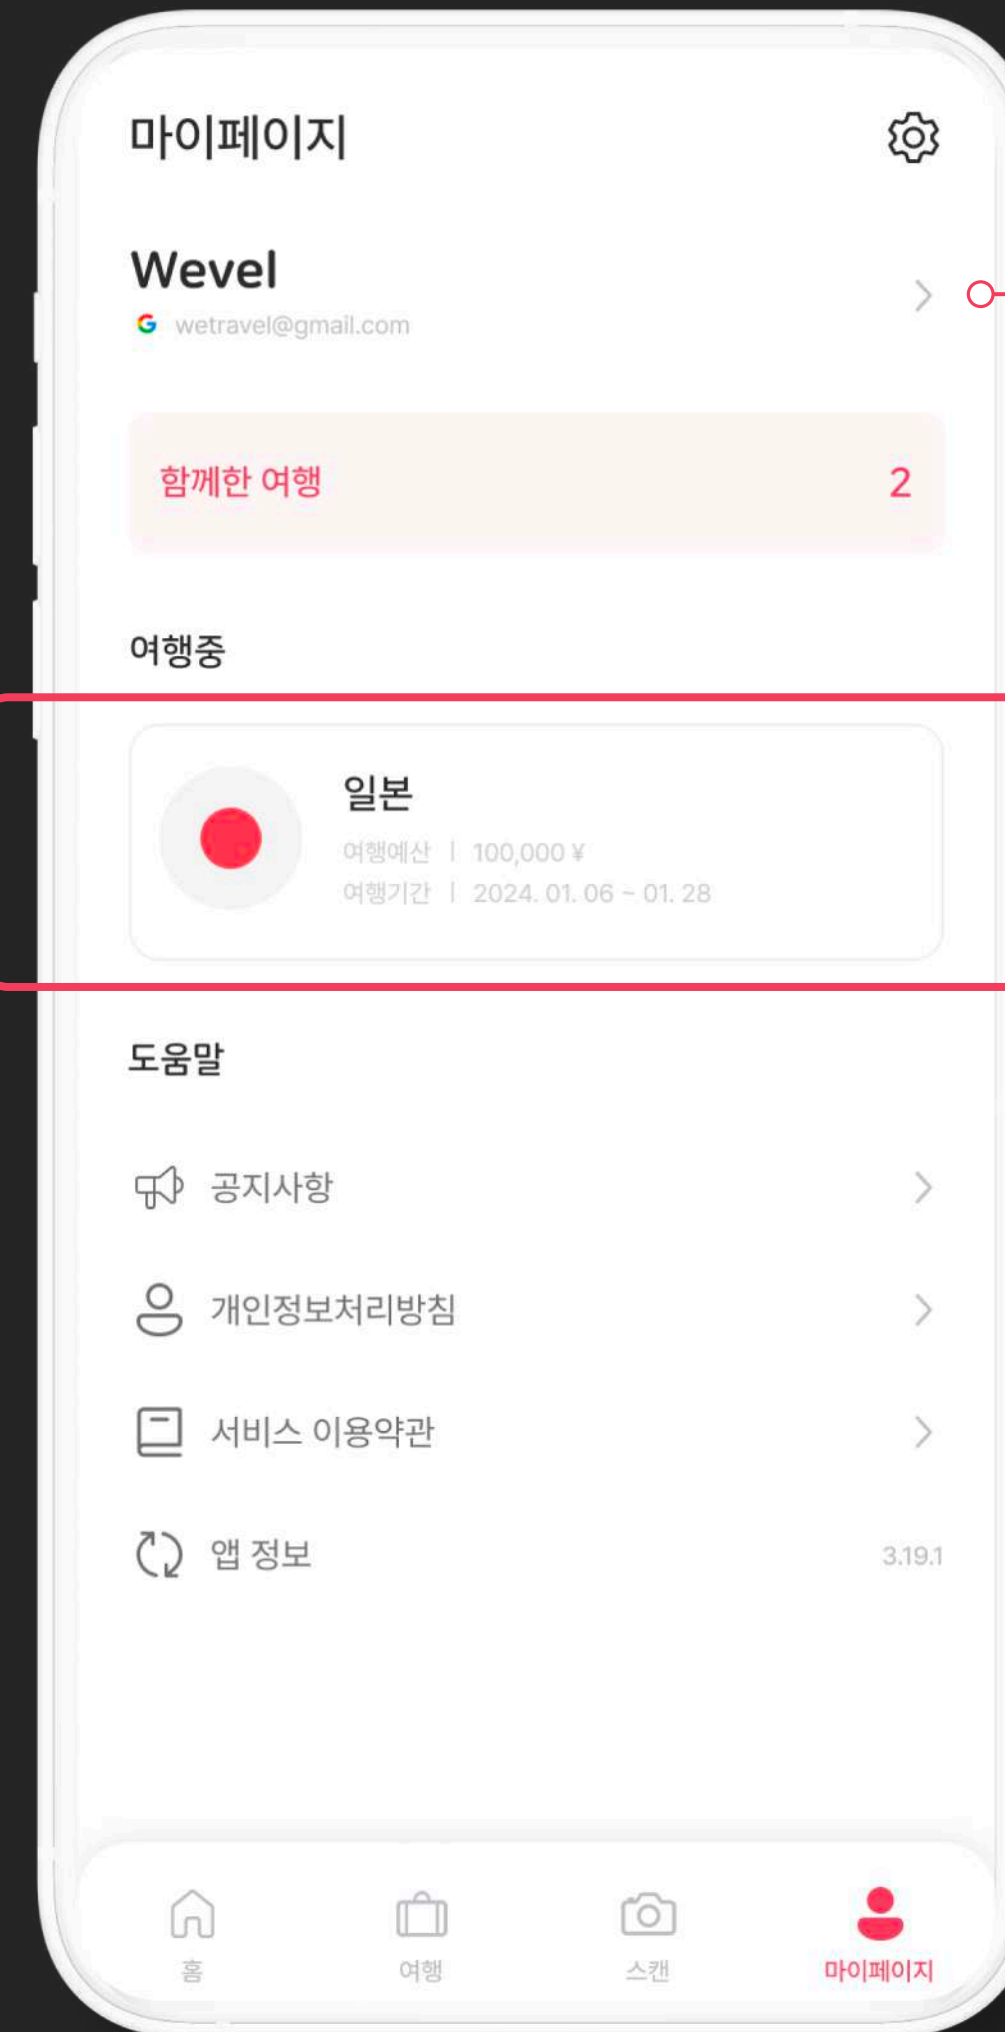 마이페이지
Wevel
G wetravel@gmail.com
함께한 여행 2
여행중
일본
여행예산 | 100,000 ¥
여행기간 | 2024. 01. 06 ~ 01. 28
도움말
공지사항
개인정보처리방침
서비스 이용약관
앱 정보 3.19.1
홈 여행 스캔 마이페이지